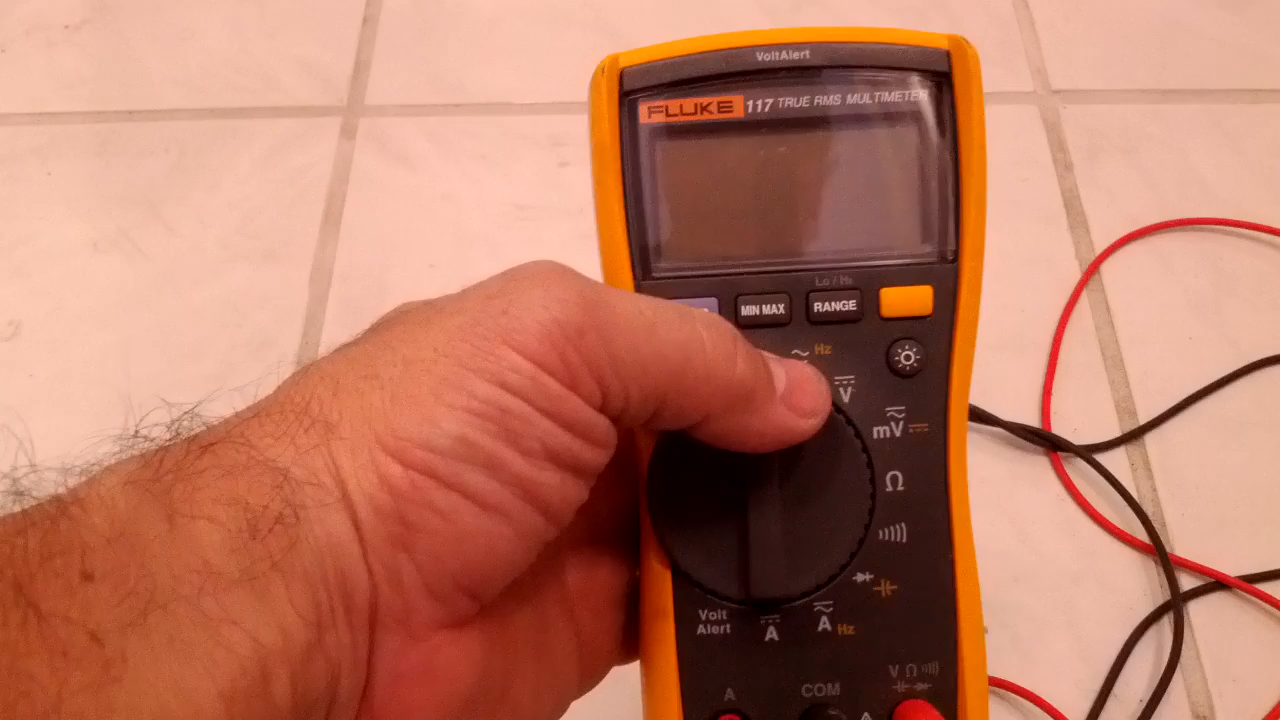 VoltAlert
FLUKE 117 TRUE RMS MULTIMETER
Lo / Hi
MIN MAX RANGE
Hz
V
mV
Ω
Volt
Alert
A
A Hz
A COM V Ω